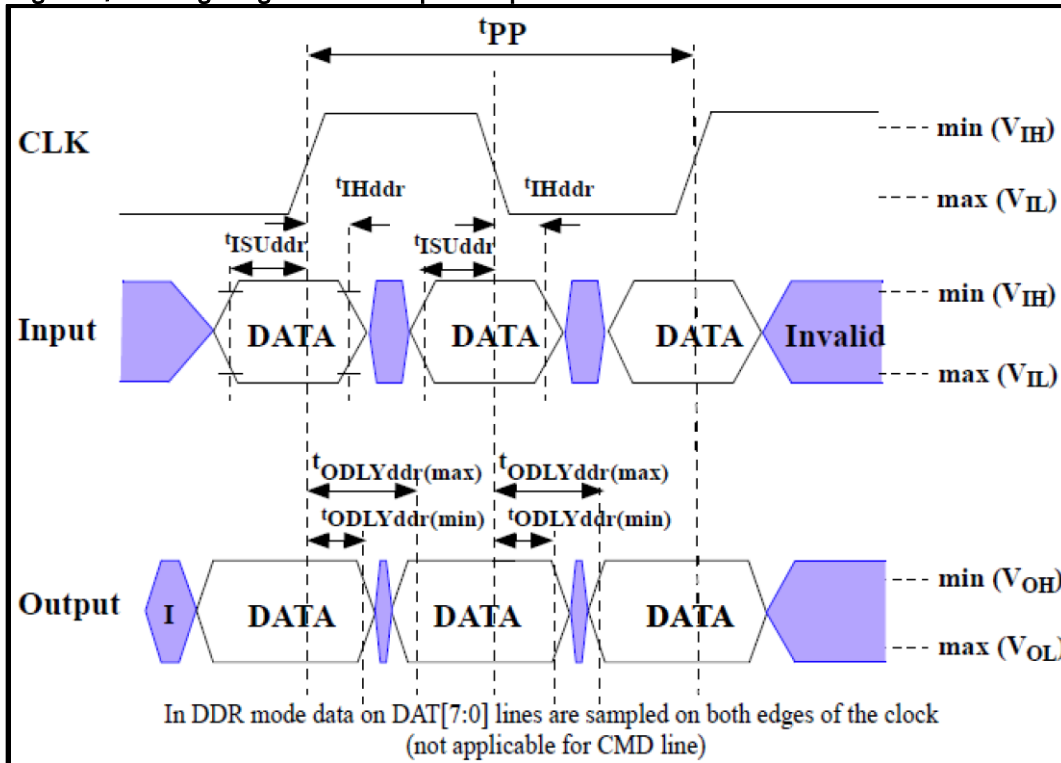 tPP
CLK
min (VIH)
max (VIL)
tIHddr
tIHddr
tISUddr
tISUddr
Input
DATA
DATA
DATA
Invalid
min (VIH)
max (VIL)
tODLYddr(max)
tODLYddr(max)
tODLYddr(min)
tODLYddr(min)
Output
I
DATA
DATA
DATA
min (VOH)
max (VOL)
In DDR mode data on DAT[7:0] lines are sampled on both edges of the clock
(not applicable for CMD line)